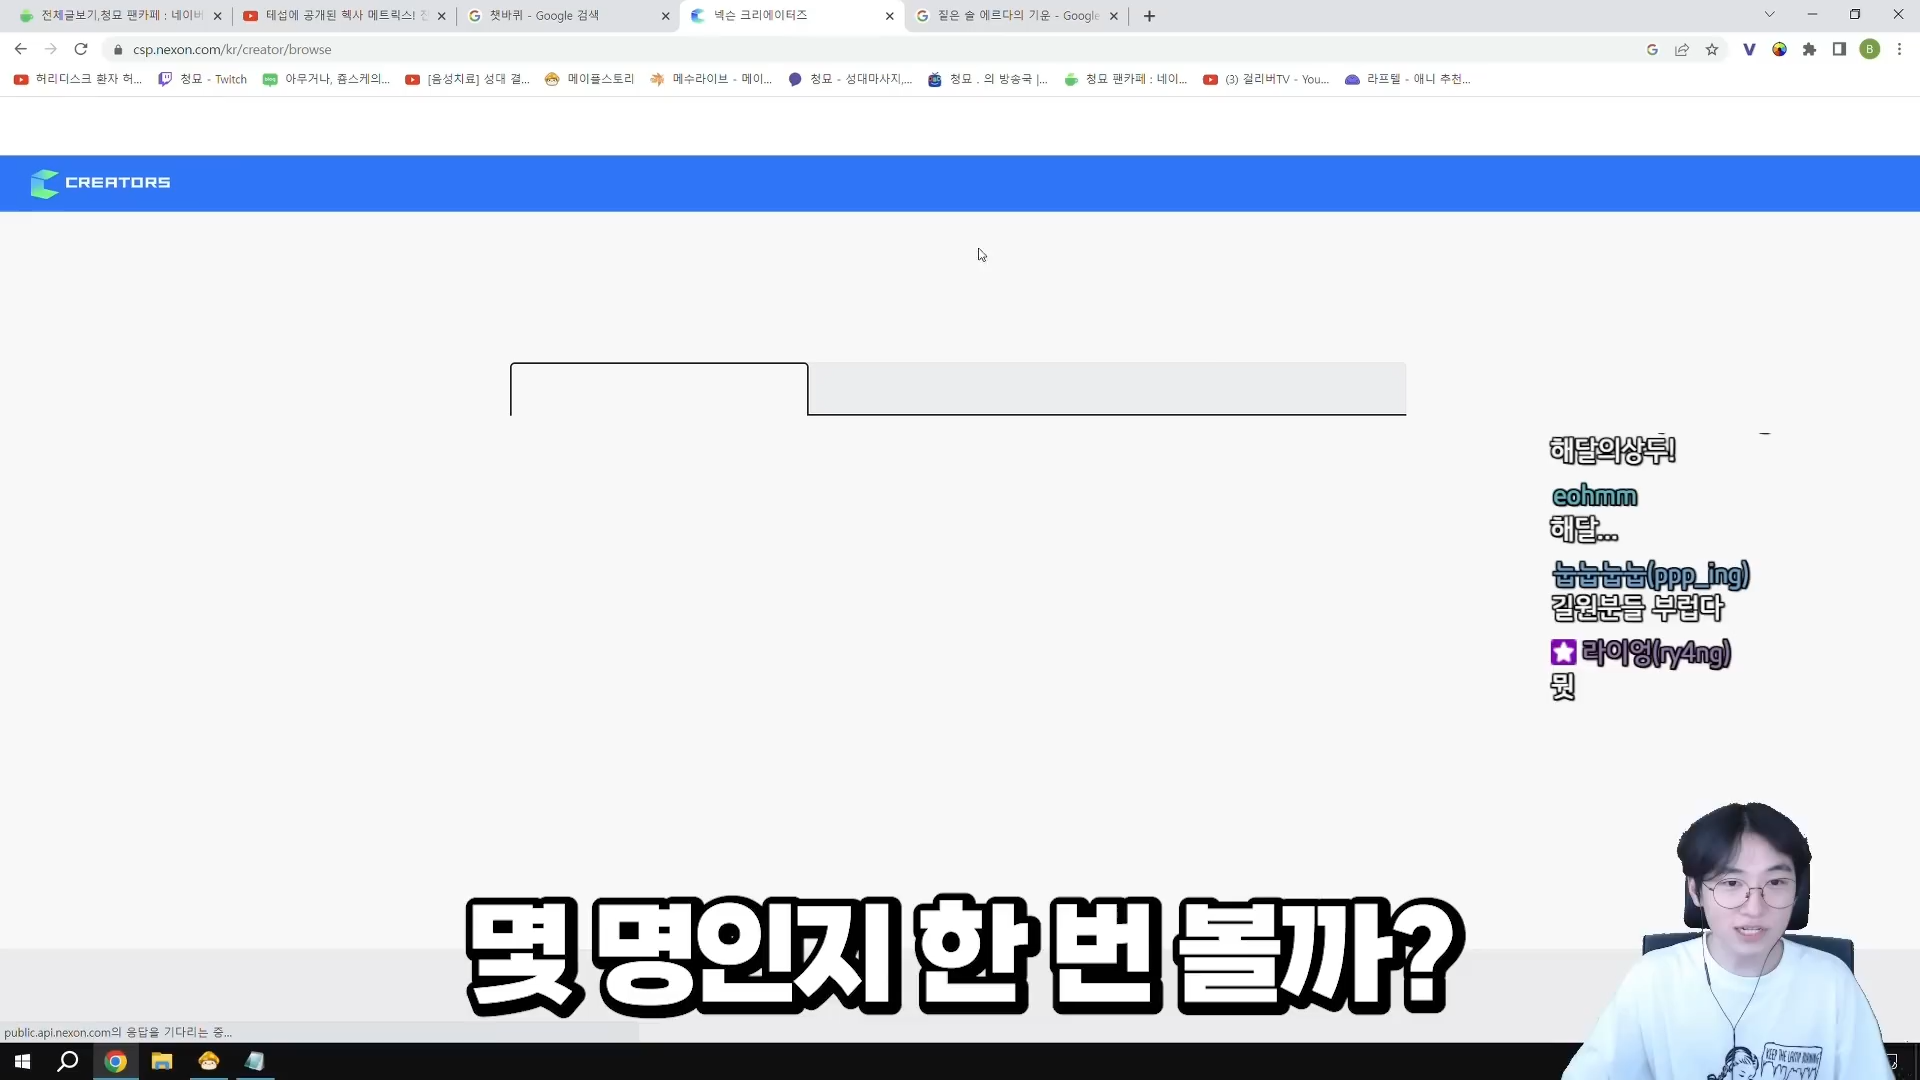 전체글보기,청묘 팬카페 : 네이버
테섭에 공개된 헥사 메트릭스!
챗바퀴 - Google 검색
넥슨 크리에이터즈
짙은 솔 에르다의 기운 - Google
csp.nexon.com/kr/creator/browse
B
허리디스크 환자 허...
청묘 - Twitch
아무거나, 쥼스케의...
[음성치료] 성대 결...
메이플스토리
메수라이브 - 메이...
청묘 - 성대마사지,...
청묘 . 의 방송국 |...
청묘 팬카페 : 네이...
(3) 걸리버TV - You...
라프텔 - 애니 추천...
CREATORS
해달의상두!
eohmm
해달...
눕눕눕눕(ppp_ing)
길원분들 부럽다
라이엉(ry4ng)
뭣
몇 명인지 한 번 볼까?
public.api.nexon.com의 응답을 기다리는 중...